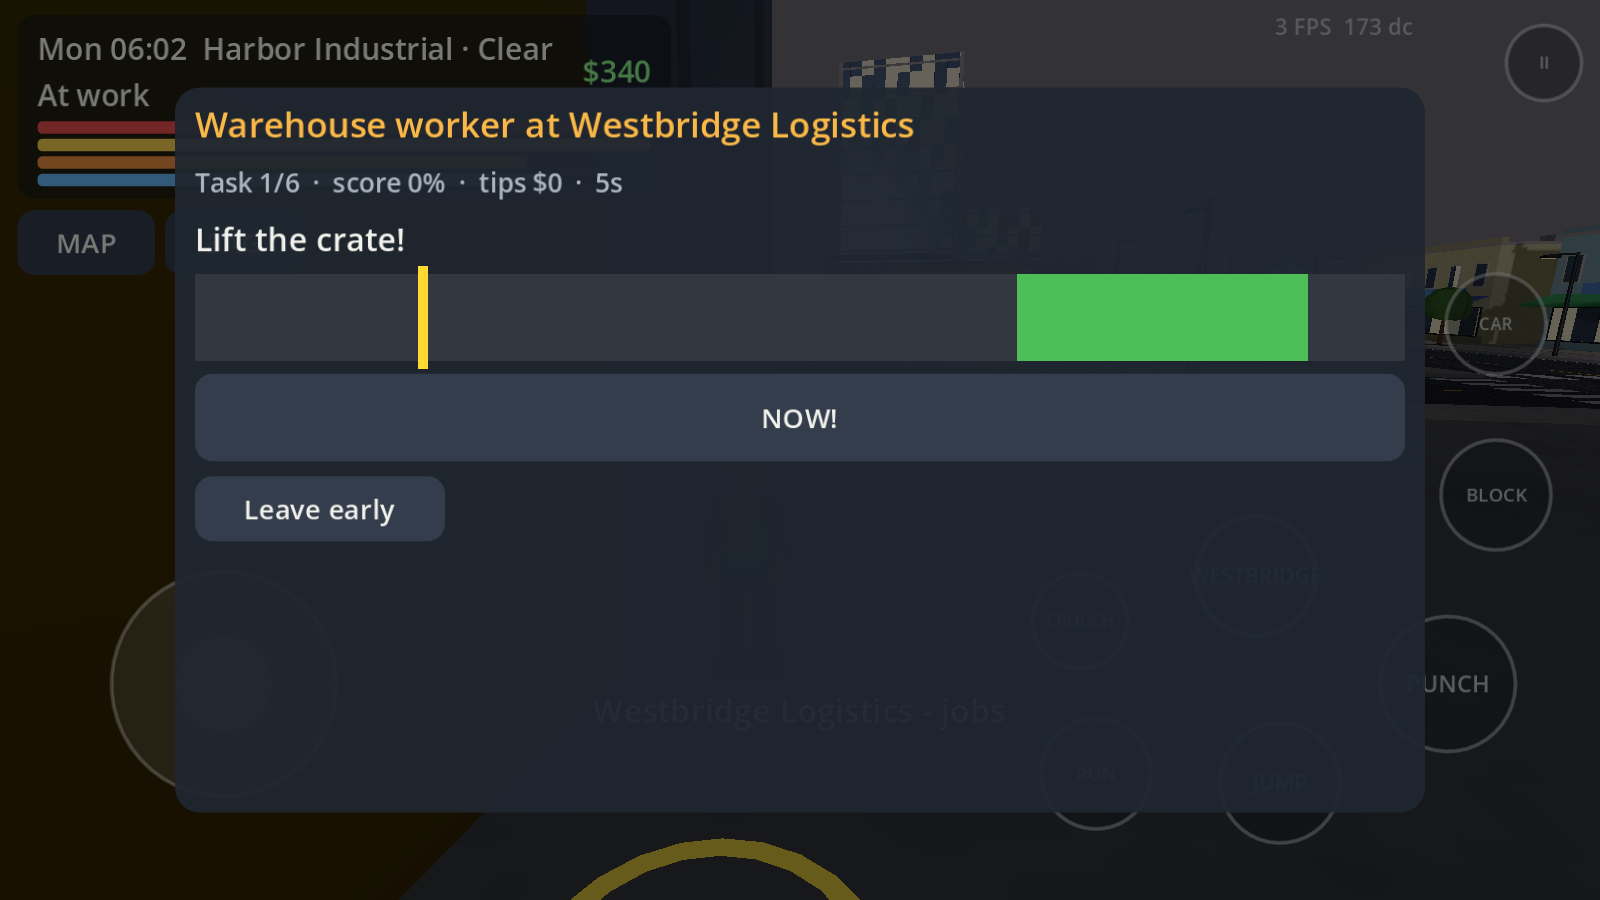 Mon 06:02 Harbor Industrial · Clear
$340
At work
3 FPS 173 dc
II
Warehouse worker at Westbridge Logistics
Task 1/6 · score 0% · tips $0 · 5s
Lift the crate!
MAP
NOW!
Leave early
CAR
BLOCK
WESTBRIDGE
CROUCH
PUNCH
Westbridge Logistics - jobs
RUN
JUMP